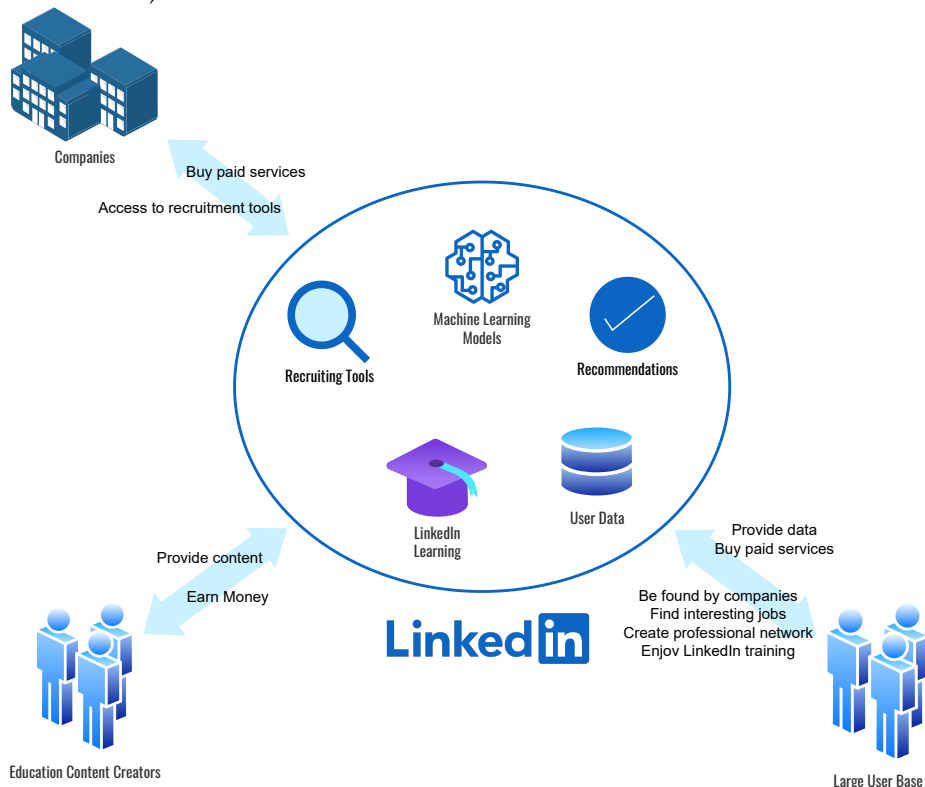 Companies
Buy paid services
Access to recruitment tools
Machine Learning
Models
Recruiting Tools
Recommendations
LinkedIn
Learning
User Data
Provide content
Earn Money
Provide data
Buy paid services
Be found by companies
Find interesting jobs
Create professional network
Enjov LinkedIn training
Linkedin
Education Content Creators
Large User Base